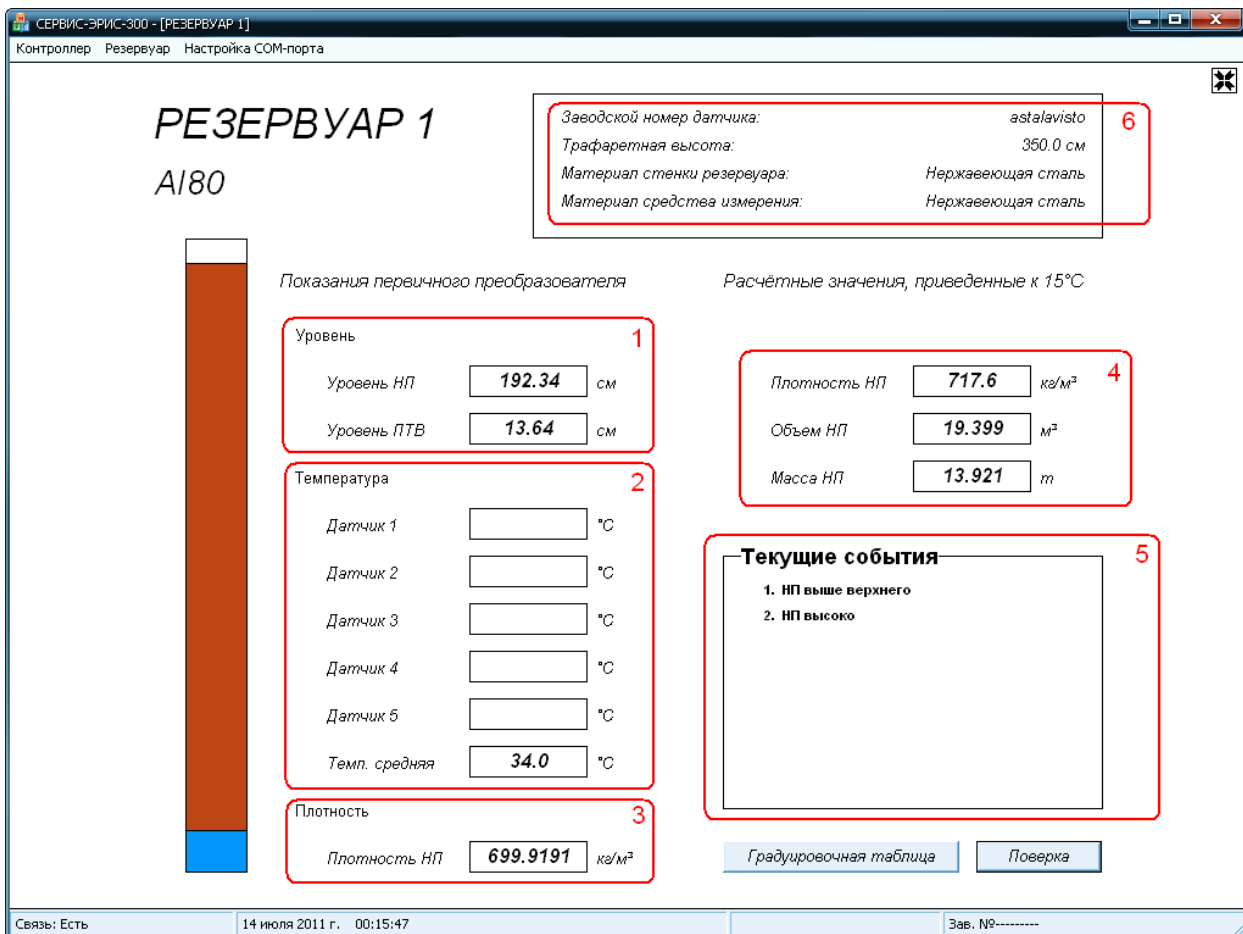 СЕРВИС-ЭРИС-300 - [РЕЗЕРВУАР 1]
Контроллер Резервуар Настройка COM-порта
РЕЗЕРВУАР 1
АІ80
Заводской номер датчика: astalavisto
Трафаретная высота: 350.0 см
Материал стенки резервуара: Нержавеющая сталь
Материал средства измерения: Нержавеющая сталь
6
Показания первичного преобразователя
Расчётные значения, приведенные к 15°C
Уровень 1
Уровень НП 192.34 см
Уровень ПТВ 13.64 см
Температура 2
Датчик 1 °C
Датчик 2 °C
Датчик 3 °C
Датчик 4 °C
Датчик 5 °C
Темп. средняя 34.0 °C
Плотность 3
Плотность НП 699.9191 кг/м³
4
Плотность НП 717.6 кг/м³
Объем НП 19.399 м³
Масса НП 13.921 т
Текущие события 5
1. НП выше верхнего
2. НП высоко
Градуировочная таблица Поверка
Связь: Есть 14 июля 2011 г. 00:15:47 Зав. №---------